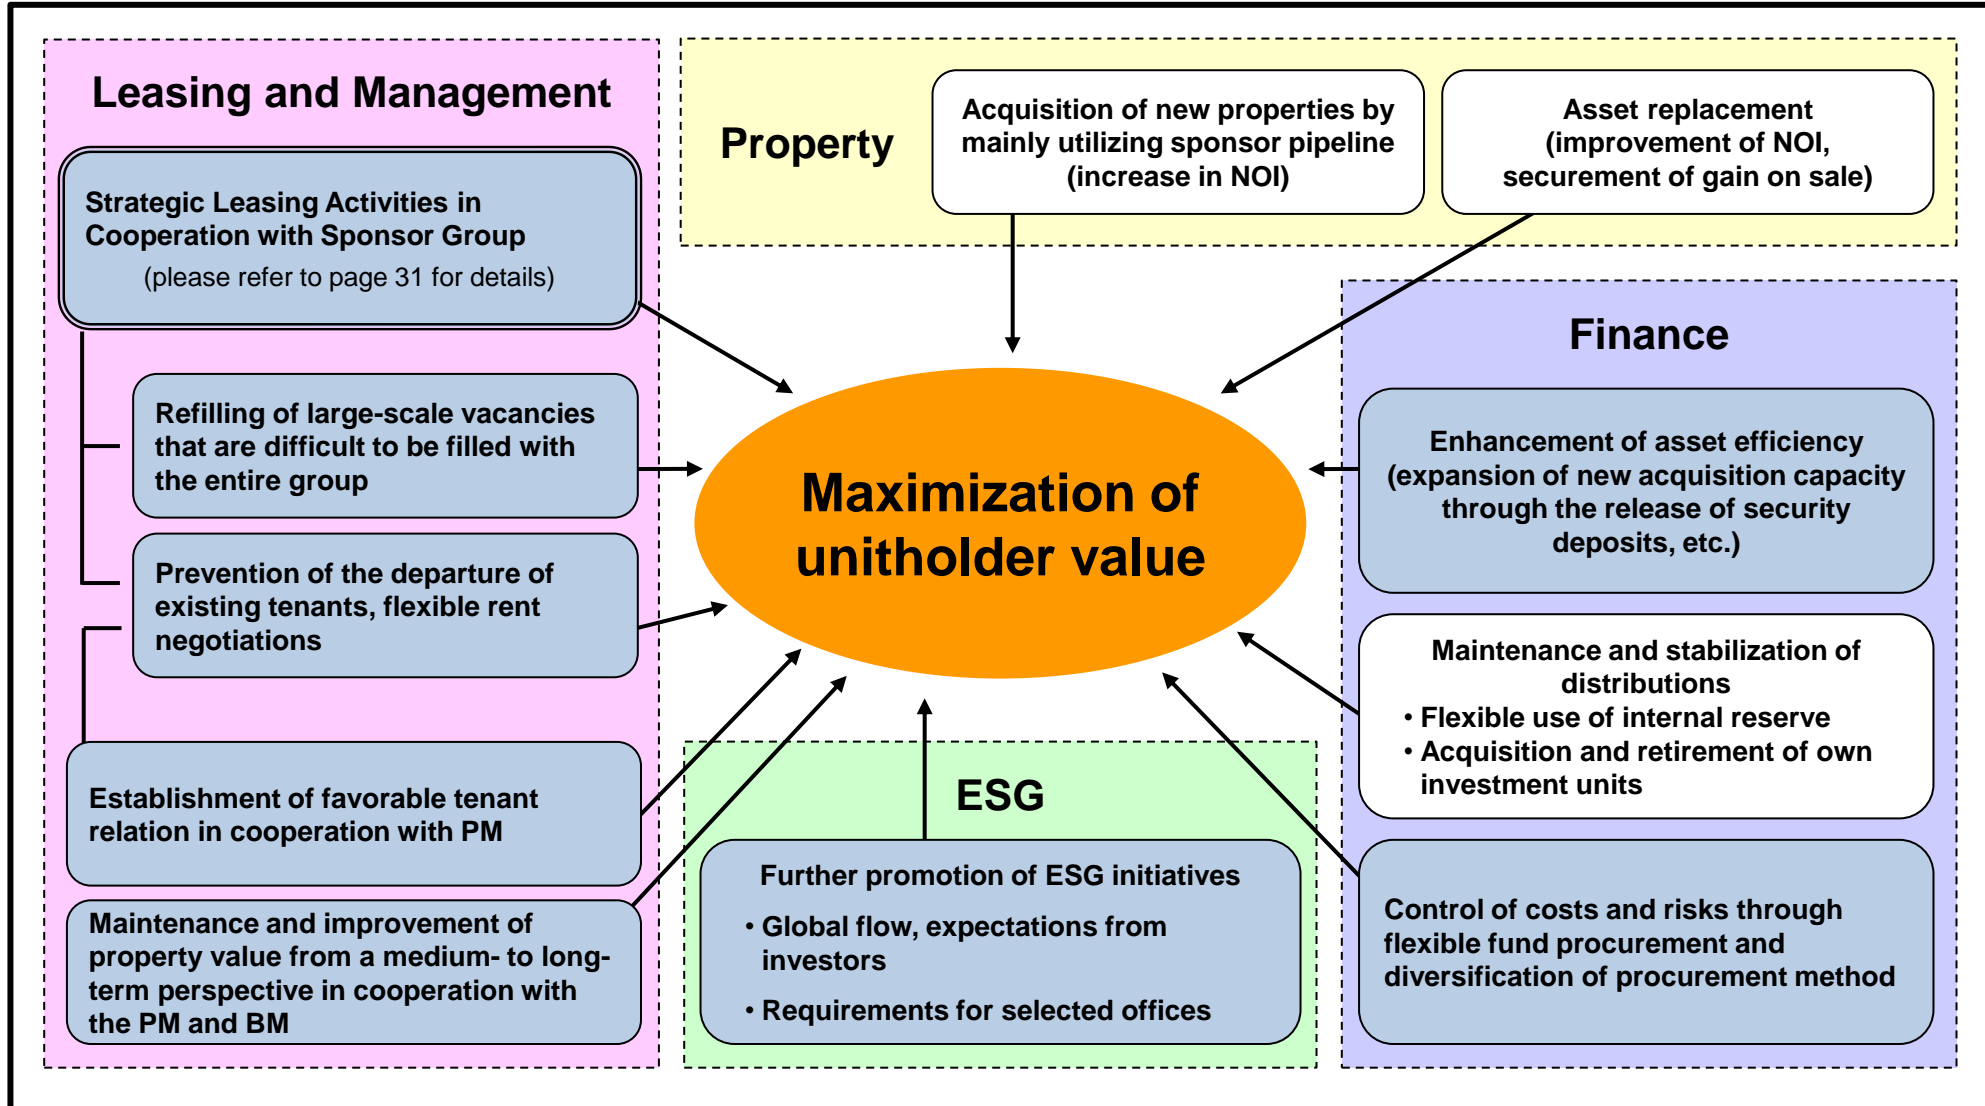 Leasing and Management
Strategic Leasing Activities in
Cooperation with Sponsor Group
(please refer to page 31 for details)
Refilling of large-scale vacancies
that are difficult to be filled with
the entire group
Prevention of the departure of
existing tenants, flexible rent
negotiations
Establishment of favorable tenant
relation in cooperation with PM
Maintenance and improvement of
property value from a medium- to long-
term perspective in cooperation with
the PM and BM
Property
Acquisition of new properties by
mainly utilizing sponsor pipeline
(increase in NOI)
Asset replacement
(improvement of NOI,
securement of gain on sale)
Maximization of
unitholder value
ESG
Further promotion of ESG initiatives
• Global flow, expectations from
investors
• Requirements for selected offices
Finance
Enhancement of asset efficiency
(expansion of new acquisition capacity
through the release of security
deposits, etc.)
Maintenance and stabilization of
distributions
• Flexible use of internal reserve
• Acquisition and retirement of own
investment units
Control of costs and risks through
flexible fund procurement and
diversification of procurement method